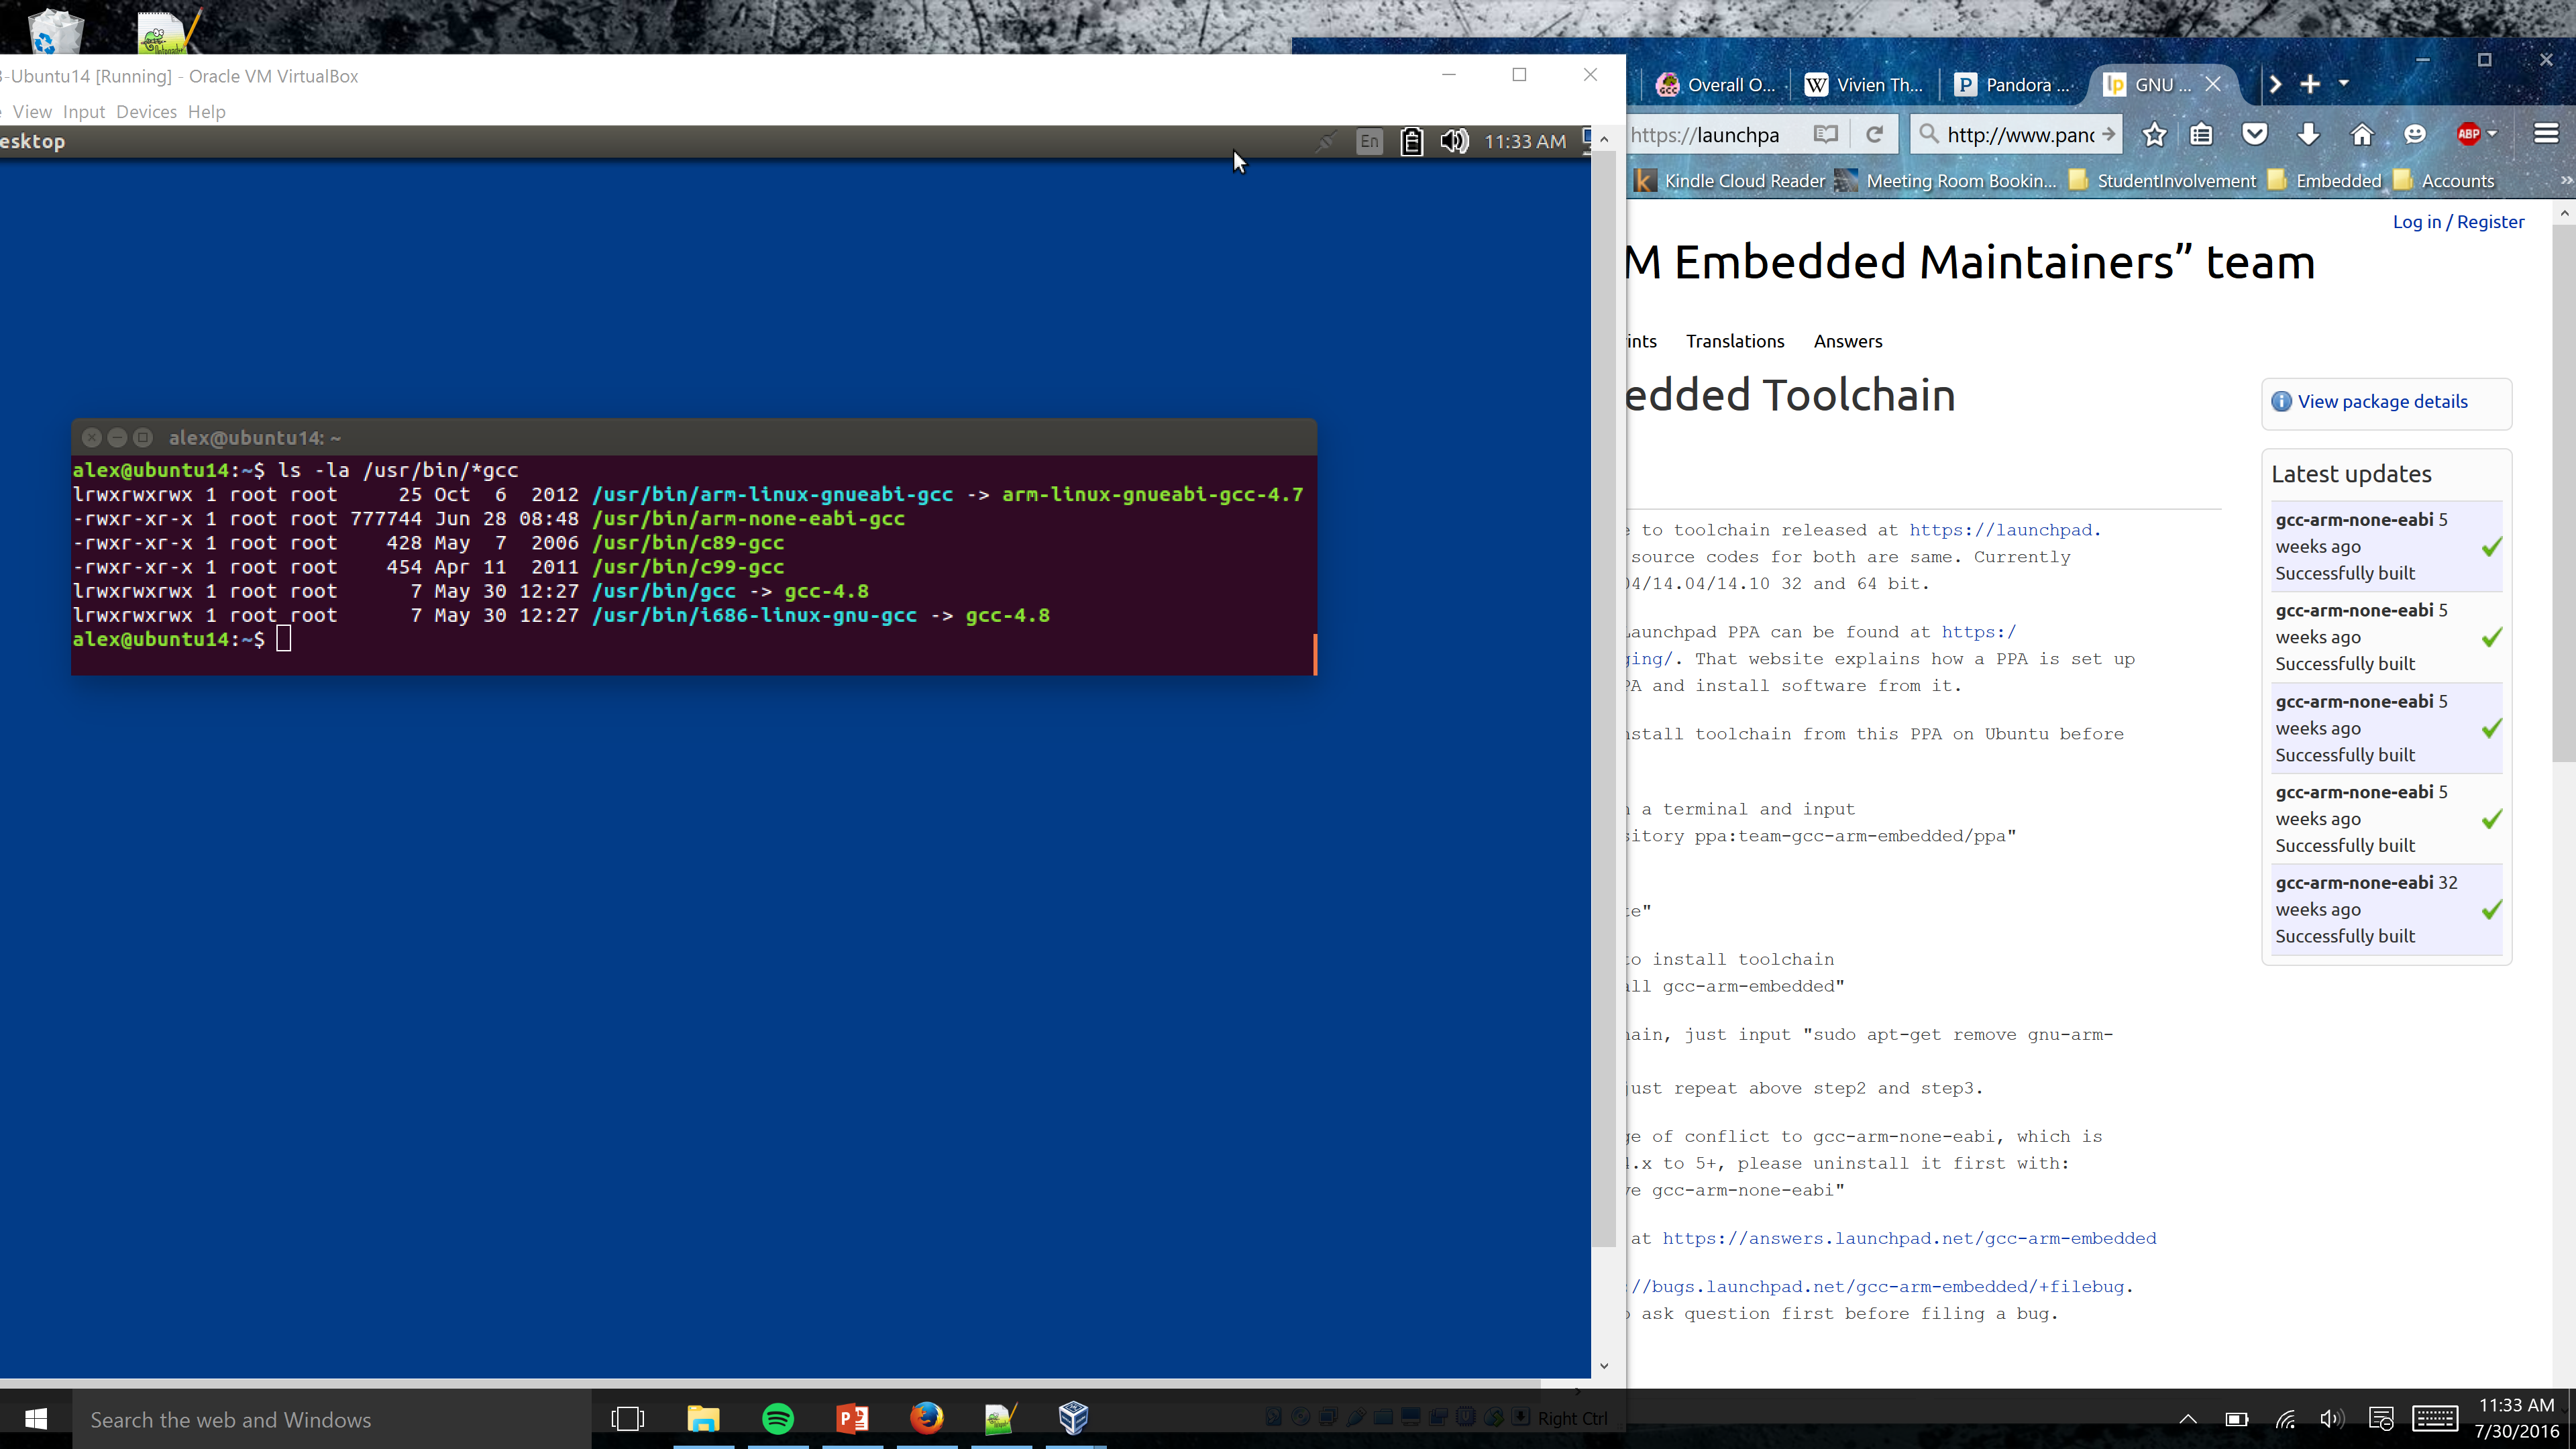 3-Ubuntu14 [Running] - Oracle VM VirtualBox
View Input Devices Help
esktop
En
11:33 AM
alex@ubuntu14: ~
alex@ubuntu14:~$ ls -la /usr/bin/*gcc
lrwxrwxrwx 1 root root 25 Oct 6 2012 /usr/bin/arm-linux-gnueabi-gcc -> arm-linux-gnueabi-gcc-4.7
-rwxr-xr-x 1 root root 777744 Jun 28 08:48 /usr/bin/arm-none-eabi-gcc
-rwxr-xr-x 1 root root 428 May 7 2006 /usr/bin/c89-gcc
-rwxr-xr-x 1 root root 454 Apr 11 2011 /usr/bin/c99-gcc
lrwxrwxrwx 1 root root 7 May 30 12:27 /usr/bin/gcc -> gcc-4.8
lrwxrwxrwx 1 root root 7 May 30 12:27 /usr/bin/i686-linux-gnu-gcc -> gcc-4.8
alex@ubuntu14:~$
Overall O...
Vivien Th...
Pandora ...
GNU ...
https://launchpa
http://www.panc
ABP
Kindle Cloud Reader
Meeting Room Bookin...
StudentInvolvement
Embedded
Accounts
Log in / Register
M Embedded Maintainers” team
ints Translations Answers
edded Toolchain
e to toolchain released at https://launchpad.
source codes for both are same. Currently
04/14.04/14.10 32 and 64 bit.
Launchpad PPA can be found at https:/
ging/. That website explains how a PPA is set up
PA and install software from it.
nstall toolchain from this PPA on Ubuntu before
n a terminal and input
sitory ppa:team-gcc-arm-embedded/ppa"
te"
to install toolchain
all gcc-arm-embedded"
hain, just input "sudo apt-get remove gnu-arm-
just repeat above step2 and step3.
ge of conflict to gcc-arm-none-eabi, which is
4.x to 5+, please uninstall it first with:
ve gcc-arm-none-eabi"
at https://answers.launchpad.net/gcc-arm-embedded
://bugs.launchpad.net/gcc-arm-embedded/+filebug.
o ask question first before filing a bug.
View package details
Latest updates
gcc-arm-none-eabi 5
weeks ago
Successfully built
gcc-arm-none-eabi 5
weeks ago
Successfully built
gcc-arm-none-eabi 5
weeks ago
Successfully built
gcc-arm-none-eabi 5
weeks ago
Successfully built
gcc-arm-none-eabi 32
weeks ago
Successfully built
Right Ctrl
Search the web and Windows
11:33 AM
7/30/2016